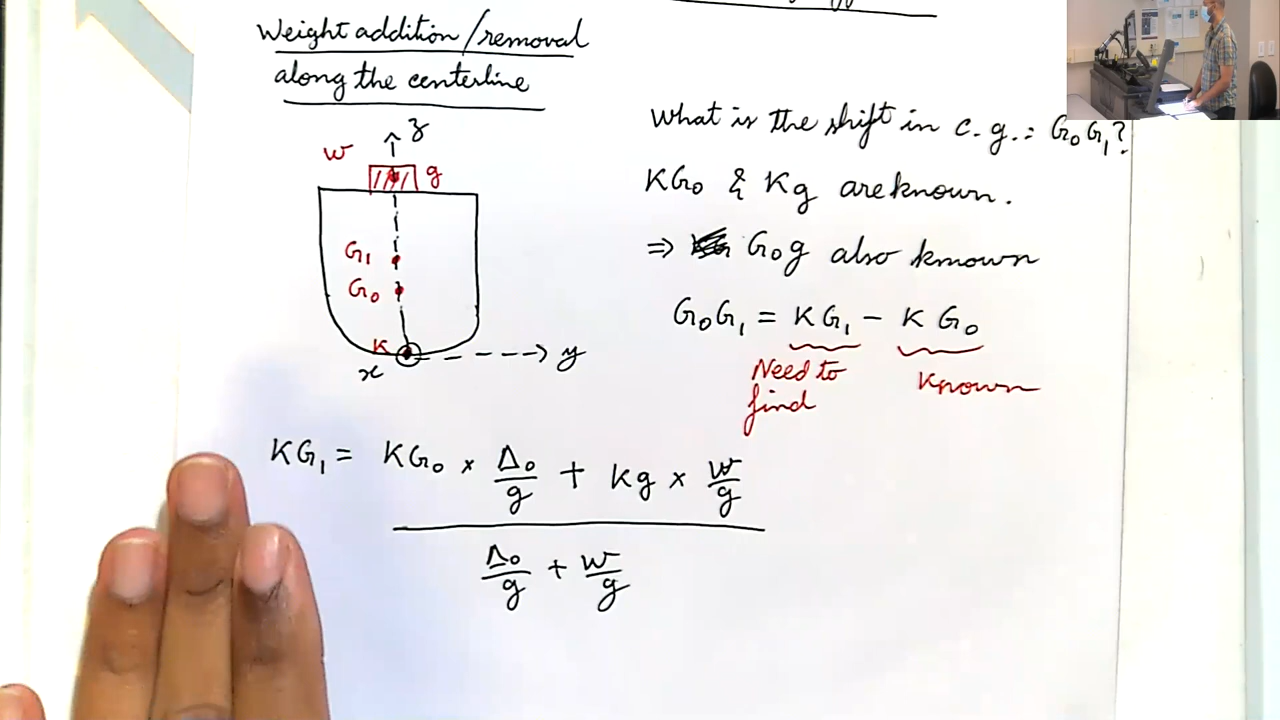 Weight addition/removal
along the centerline
z
w
g
G₁
G₀
K
x
y
What is the shift in c.g.: G₀G₁?
KG₀ & Kg are known.
⇒ G₀g also known
G₀G₁ = KG₁ − KG₀
Need to find
Known
KG₁ = KG₀ × Δ₀/g + Kg × w/g
Δ₀/g + w/g